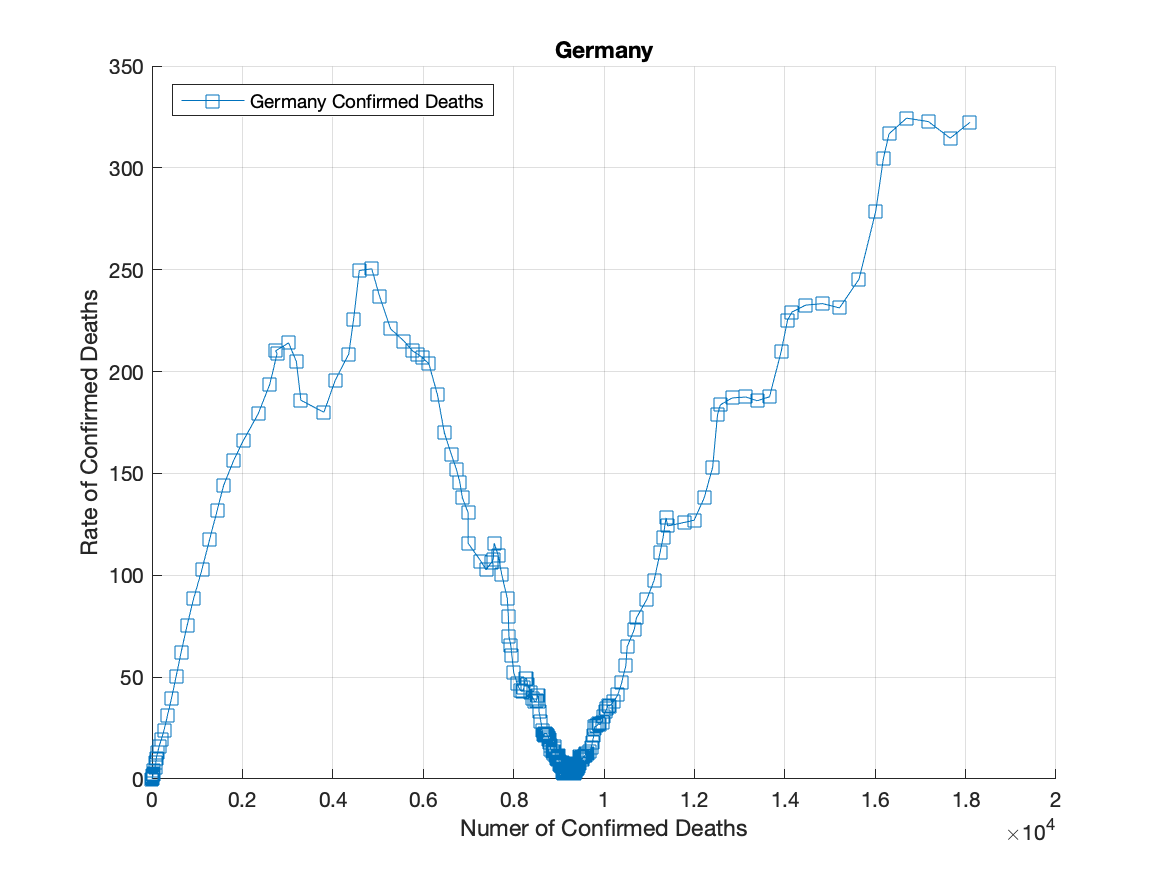 Germany
Germany Confirmed Deaths
Rate of Confirmed Deaths
350
300
250
200
150
100
50
0
0 0.2 0.4 0.6 0.8 1 1.2 1.4 1.6 1.8 2
Numer of Confirmed Deaths
×10⁴